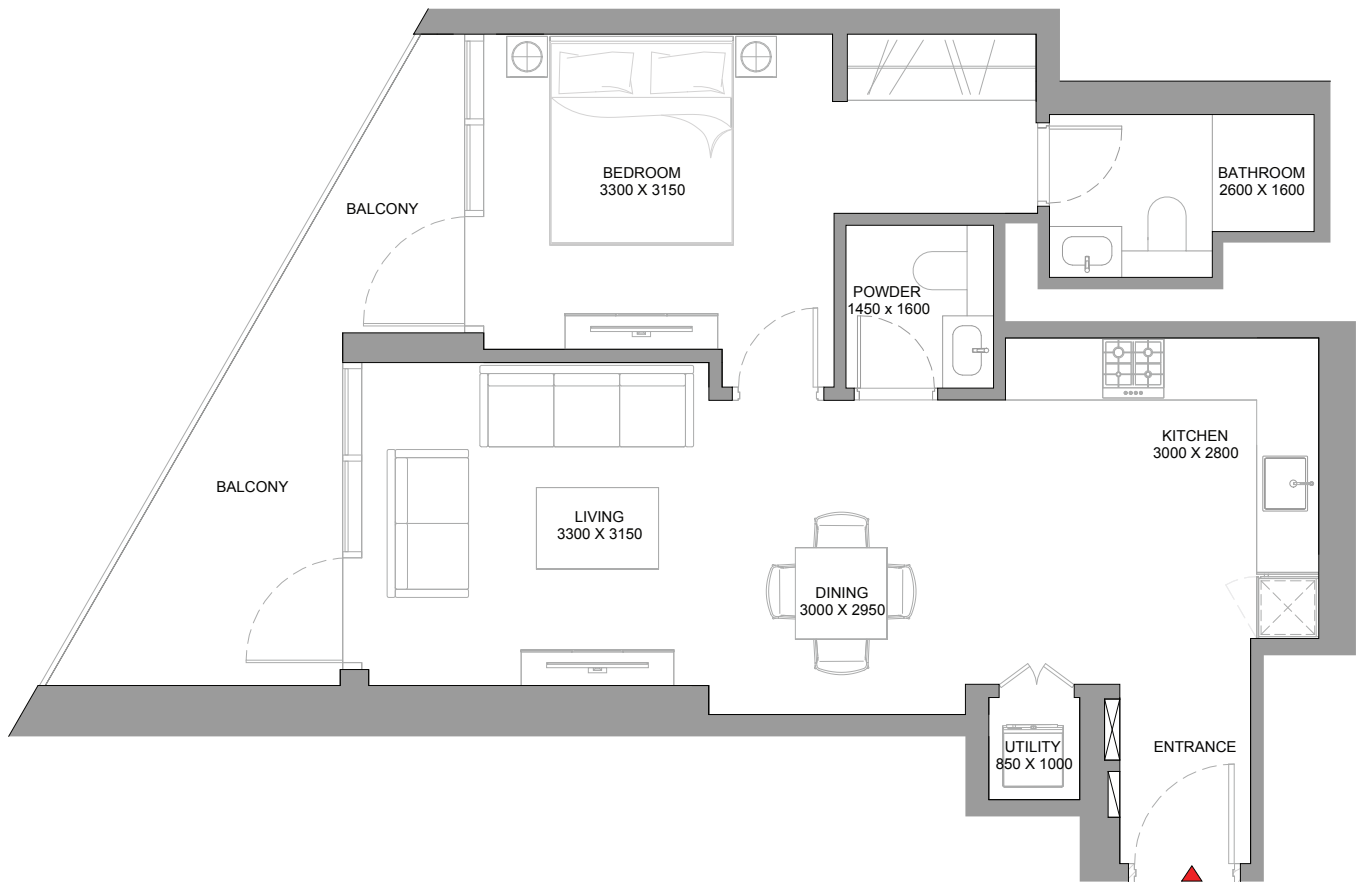 BEDROOM
3300 X 3150
BATHROOM
2600 X 1600
BALCONY
POWDER
1450 x 1600
KITCHEN
3000 X 2800
BALCONY
LIVING
3300 X 3150
DINING
3000 X 2950
UTILITY
850 X 1000
ENTRANCE